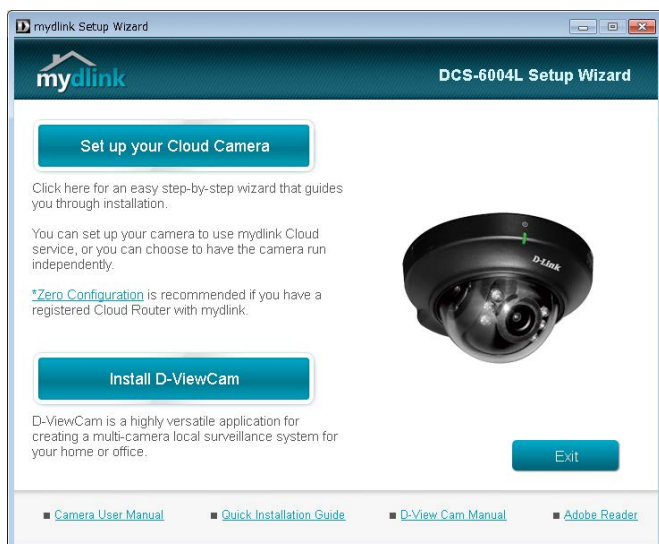 mydlink Setup Wizard
mydlink
DCS-6004L Setup Wizard
Set up your Cloud Camera
Click here for an easy step-by-step wizard that guides
you through installation.
You can set up your camera to use mydlink Cloud
service, or you can choose to have the camera run
independently.
*Zero Configuration is recommended if you have a
registered Cloud Router with mydlink.
D-Link
Install D-ViewCam
D-ViewCam is a highly versatile application for
creating a multi-camera local surveillance system for
your home or office.
Exit
Camera User Manual
Quick Installation Guide
D-View Cam Manual
Adobe Reader